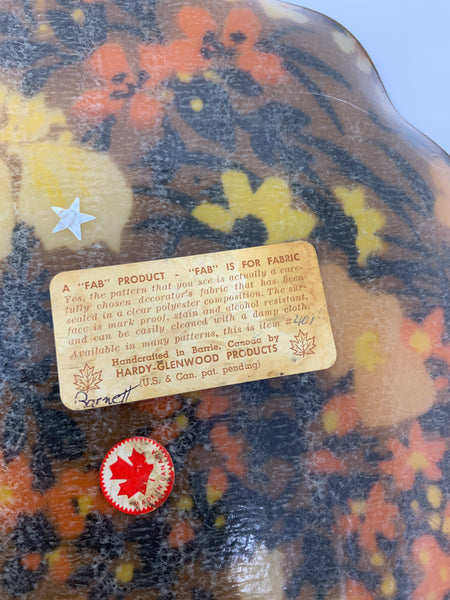 A "FAB" PRODUCT - "FAB" IS FOR FABRIC
Yes, the pattern that you see is actually a care-
fully chosen decorator's fabric that has been
sealed in a clear polyester composition. The sur-
face is mark proof, stain and alcohol resistant,
and can be easily cleaned with a damp cloth.
Available in many patterns, this is item #401
Handcrafted in Barrie, Canada by
HARDY-GLENWOOD PRODUCTS
(U.S. & Can. pat. pending)
Barnett